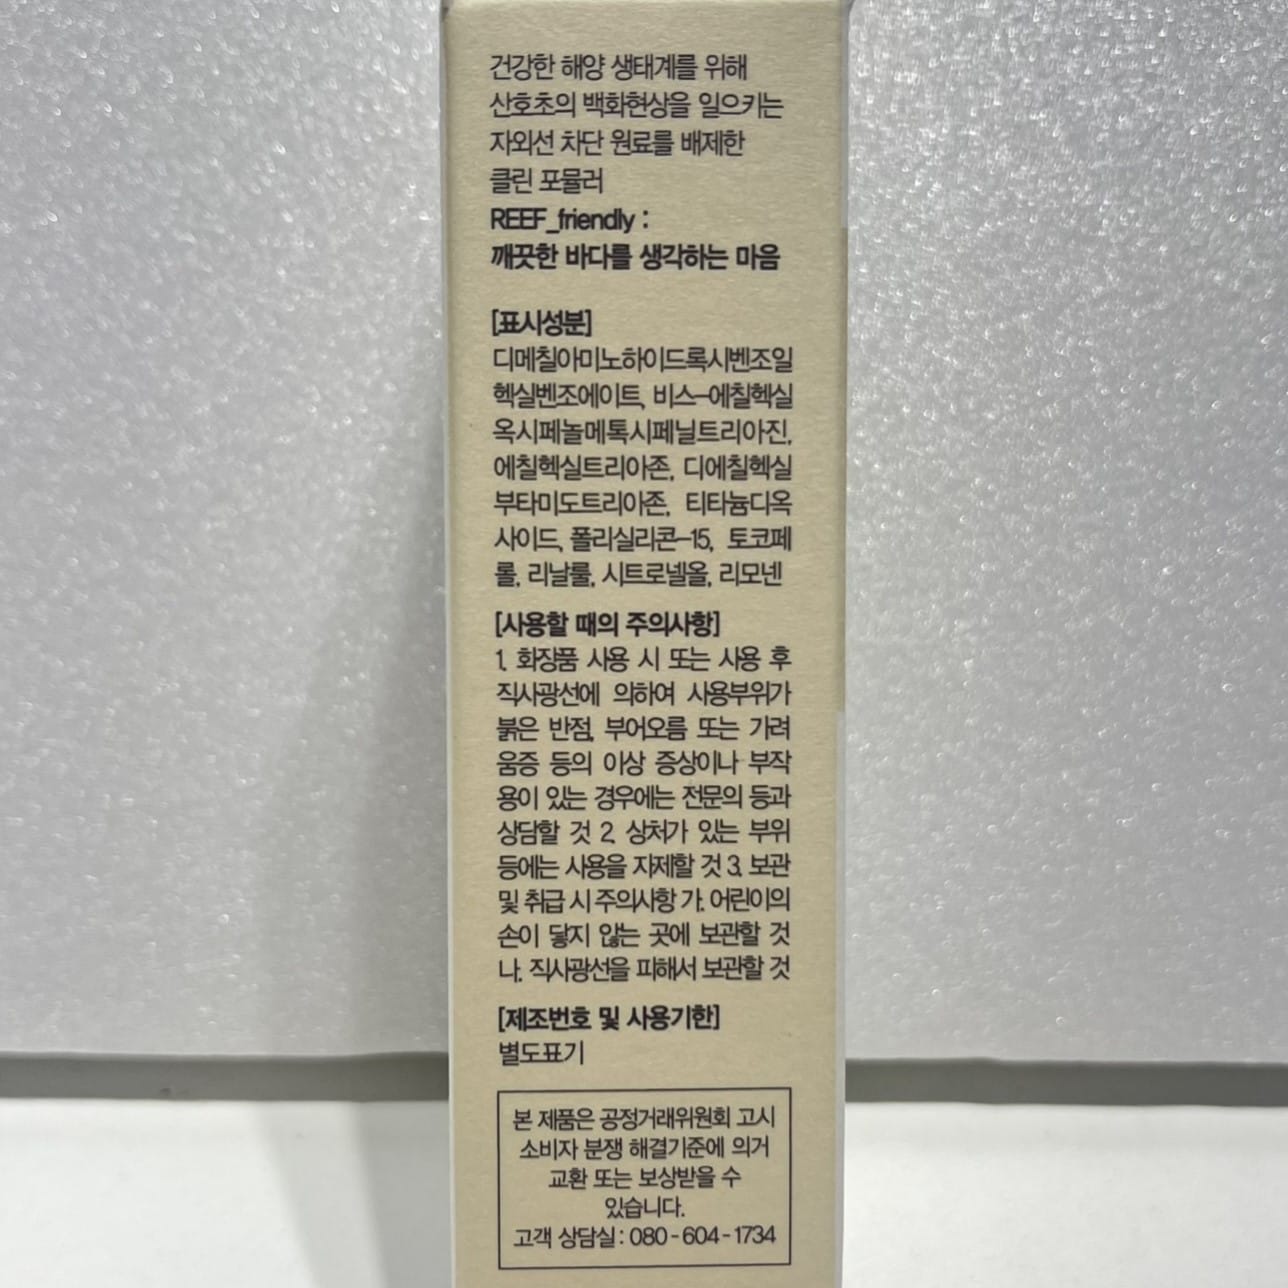 건강한 해양 생태계를 위해
산호초의 백화현상을 일으키는
자외선 차단 원료를 배제한
클린 포뮬러
REEF_friendly :
깨끗한 바다를 생각하는 마음
[표시성분]
디메칠아미노하이드록시벤조일
헥실벤조에이트, 비스-에칠헥실
옥시페놀메톡시페닐트리아진,
에칠헥실트리아존, 디에칠헥실
부타미도트리아존, 티타늄디옥
사이드, 폴리실리콘-15, 토코페
롤, 리날룰, 시트로넬올, 리모넨
[사용할 때의 주의사항]
1. 화장품 사용 시 또는 사용 후
직사광선에 의하여 사용부위가
붉은 반점, 부어오름 또는 가려
움증 등의 이상 증상이나 부작
용이 있는 경우에는 전문의 등과
상담할 것 2. 상처가 있는 부위
등에는 사용을 자제할 것 3. 보관
및 취급 시 주의사항 가. 어린이의
손이 닿지 않는 곳에 보관할 것
나. 직사광선을 피해서 보관할 것
[제조번호 및 사용기한]
별도표기
본 제품은 공정거래위원회 고시
소비자 분쟁 해결기준에 의거
교환 또는 보상받을 수
있습니다.
고객 상담실 : 080-604-1734